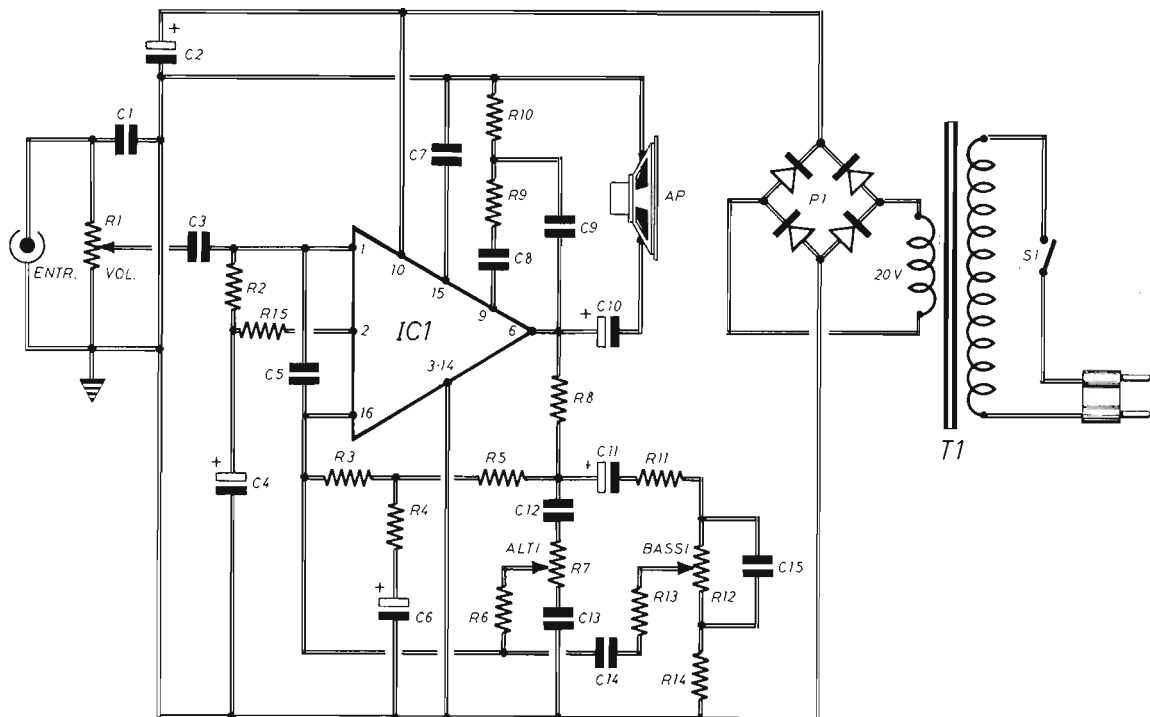 +
C2
C1
R10
C7
R9
C9
AP
P1
R1
C3
C8
S1
ENTR.
VOL.
R2
1
10
15
20V
R15
2
IC1
9
6
+
C10
3-14
C5
R8
T1
16
+
C4
R3
R5
+
C11
R11
R4
C12
ALTI
R7
BASSI
C15
+
C6
R6
C13
R13
R12
C14
R14